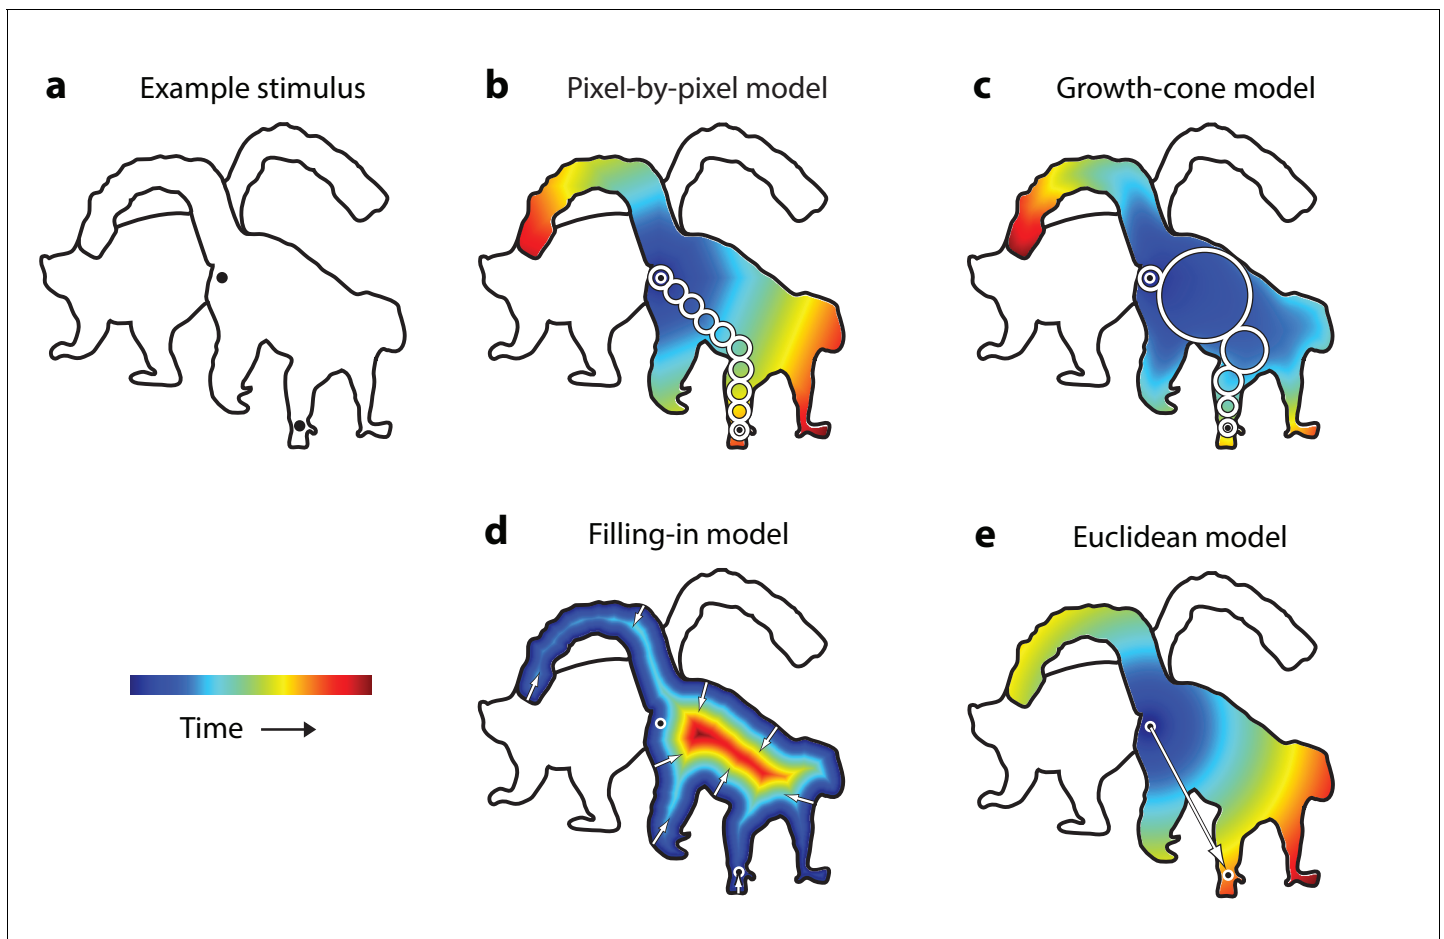 a Example stimulus
b Pixel-by-pixel model
c Growth-cone model
d Filling-in model
e Euclidean model
Time